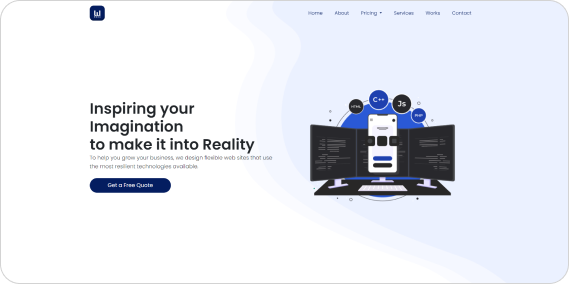 Home About Pricing Services Works Contact
Inspiring your
Imagination
to make it into Reality
To help you grow your business, we design flexible web sites that use
the most resilient technologies available.
Get a Free Quote
HTML
C++
Js
PHP